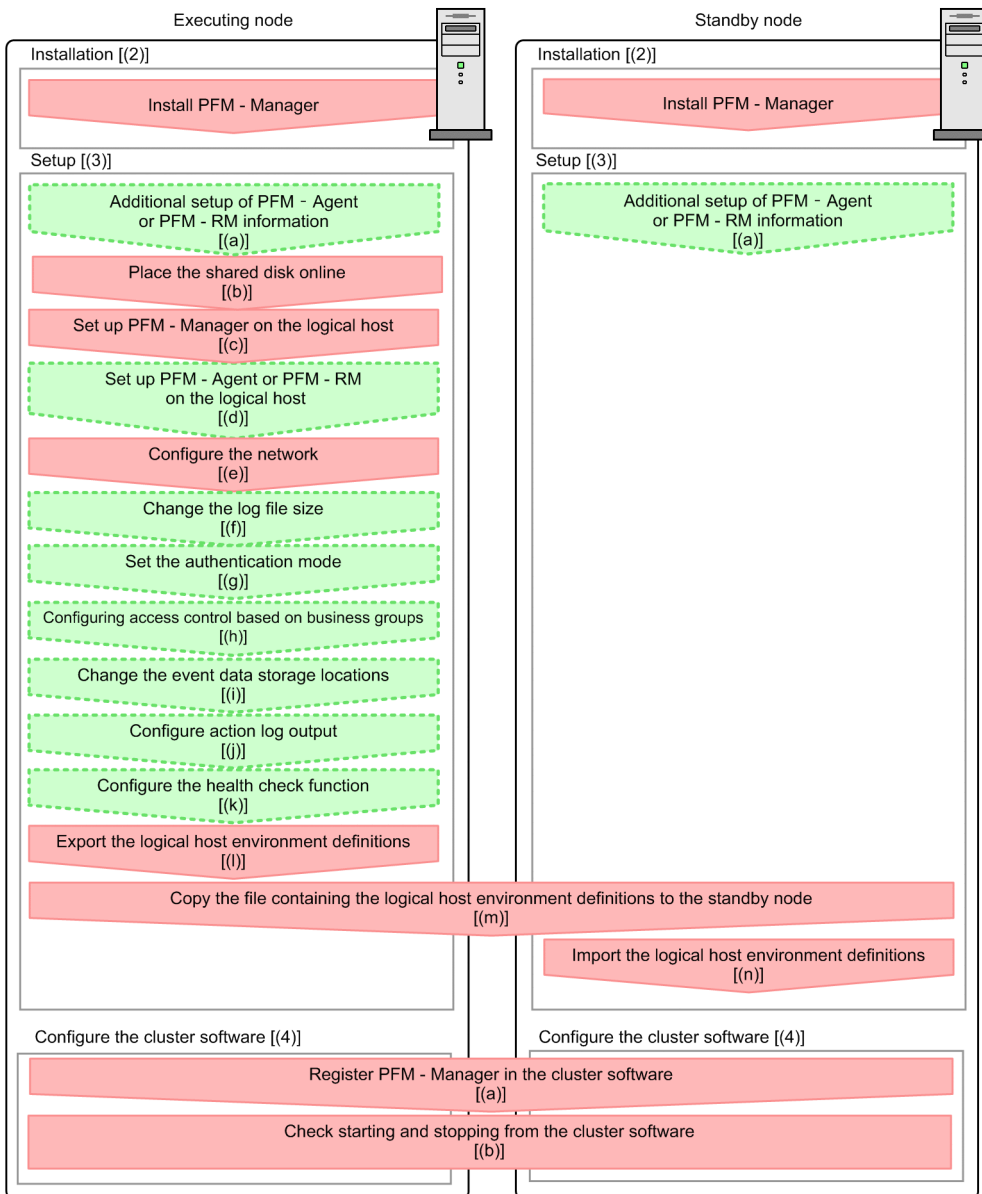 Executing node
Standby node
Installation [(2)]
Install PFM - Manager
Installation [(2)]
Install PFM - Manager
Setup [(3)]
Additional setup of PFM - Agent
or PFM - RM information
[(a)]
Setup [(3)]
Additional setup of PFM - Agent
or PFM - RM information
[(a)]
Place the shared disk online
[(b)]
Set up PFM - Manager on the logical host
[(c)]
Set up PFM - Agent or PFM - RM
on the logical host
[(d)]
Configure the network
[(e)]
Change the log file size
[(f)]
Set the authentication mode
[(g)]
Configuring access control based on business groups
[(h)]
Change the event data storage locations
[(i)]
Configure action log output
[(j)]
Configure the health check function
[(k)]
Export the logical host environment definitions
[(l)]
Copy the file containing the logical host environment definitions to the standby node
[(m)]
Import the logical host environment definitions
[(n)]
Configure the cluster software [(4)]
Configure the cluster software [(4)]
Register PFM - Manager in the cluster software
[(a)]
Check starting and stopping from the cluster software
[(b)]